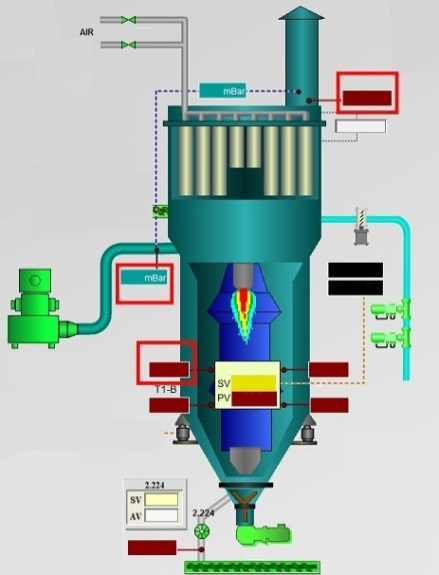 AIR
mBar
mBar
T1-B
SV
PV
2.224
SV
AV
2,224